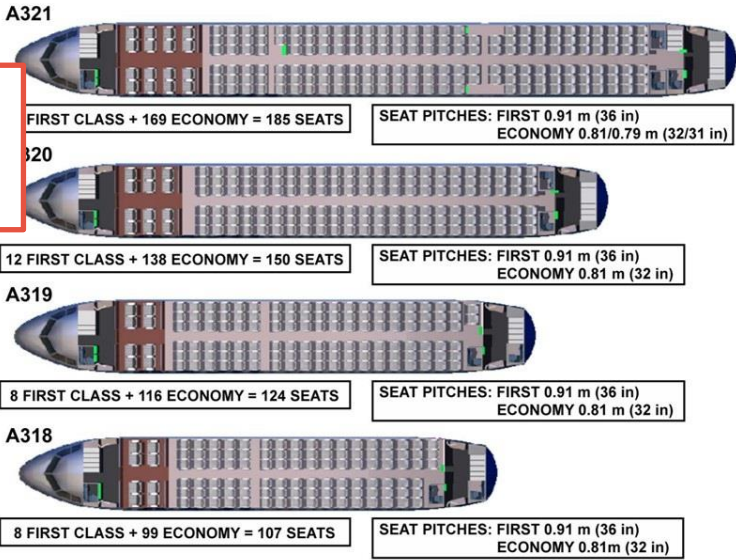 A321
FIRST CLASS + 169 ECONOMY = 185 SEATS
SEAT PITCHES: FIRST 0.91 m (36 in)
ECONOMY 0.81/0.79 m (32/31 in)
320
12 FIRST CLASS + 138 ECONOMY = 150 SEATS
SEAT PITCHES: FIRST 0.91 m (36 in)
ECONOMY 0.81 m (32 in)
A319
8 FIRST CLASS + 116 ECONOMY = 124 SEATS
SEAT PITCHES: FIRST 0.91 m (36 in)
ECONOMY 0.81 m (32 in)
A318
8 FIRST CLASS + 99 ECONOMY = 107 SEATS
SEAT PITCHES: FIRST 0.91 m (36 in)
ECONOMY 0.81m (32 in)